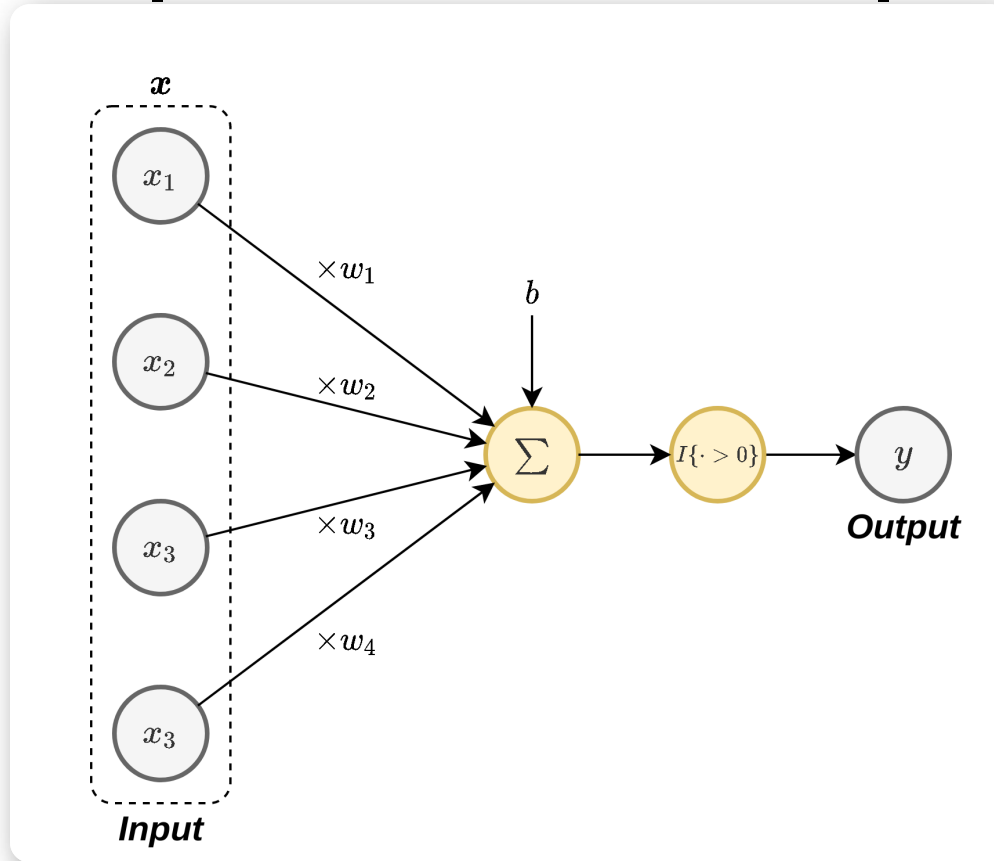 x
x₁
×w₁
b
x₂
×w₂
∑
I{· > 0}
y
Output
x₃
×w₃
×w₄
x₃
Input